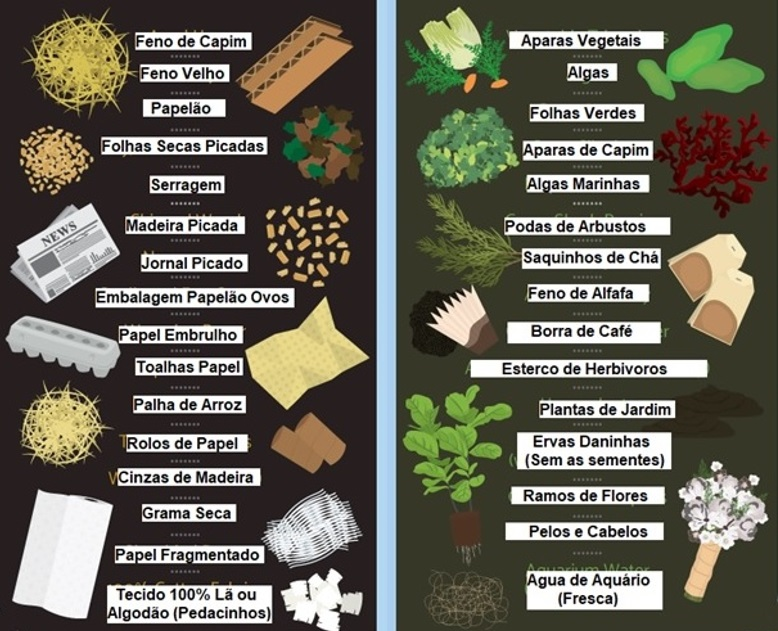 Feno de Capim
Feno Velho
Papelão
Folhas Secas Picadas
Serragem
Madeira Picada
NEWS
Jornal Picado
Embalagem Papelão Ovos
Papel Embrulho
Toalhas Papel
Palha de Arroz
Rolos de Papel
Cinzas de Madeira
Grama Seca
Papel Fragmentado
Tecido 100% Lã ou
Algodão (Pedacinhos)
Aparas Vegetais
Algas
Folhas Verdes
Aparas de Capim
Algas Marinhas
Podas de Arbustos
Saquinhos de Chá
Feno de Alfafa
Borra de Café
Esterco de Herbivoros
Plantas de Jardim
Ervas Daninhas
(Sem as sementes)
Ramos de Flores
Pelos e Cabelos
Agua de Aquário
(Fresca)